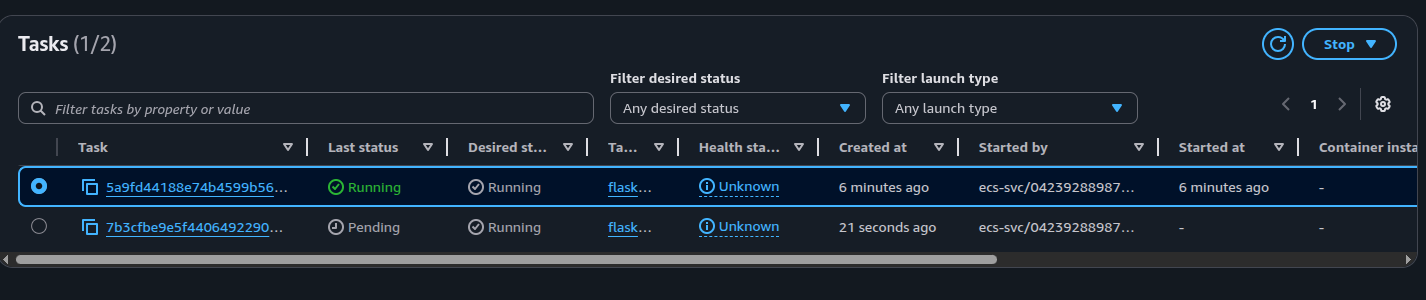 Tasks (1/2)
Stop
Filter desired status
Filter launch type
Filter tasks by property or value
Any desired status
Any launch type
1
Task Last status Desired st... Ta... Health sta... Created at Started by Started at Container insta
5a9fd44188e74b4599b56... Running Running flask... Unknown 6 minutes ago ecs-svc/04239288987... 6 minutes ago -
7b3cfbe9e5f4406492290... Pending Running flask... Unknown 21 seconds ago ecs-svc/04239288987... - -